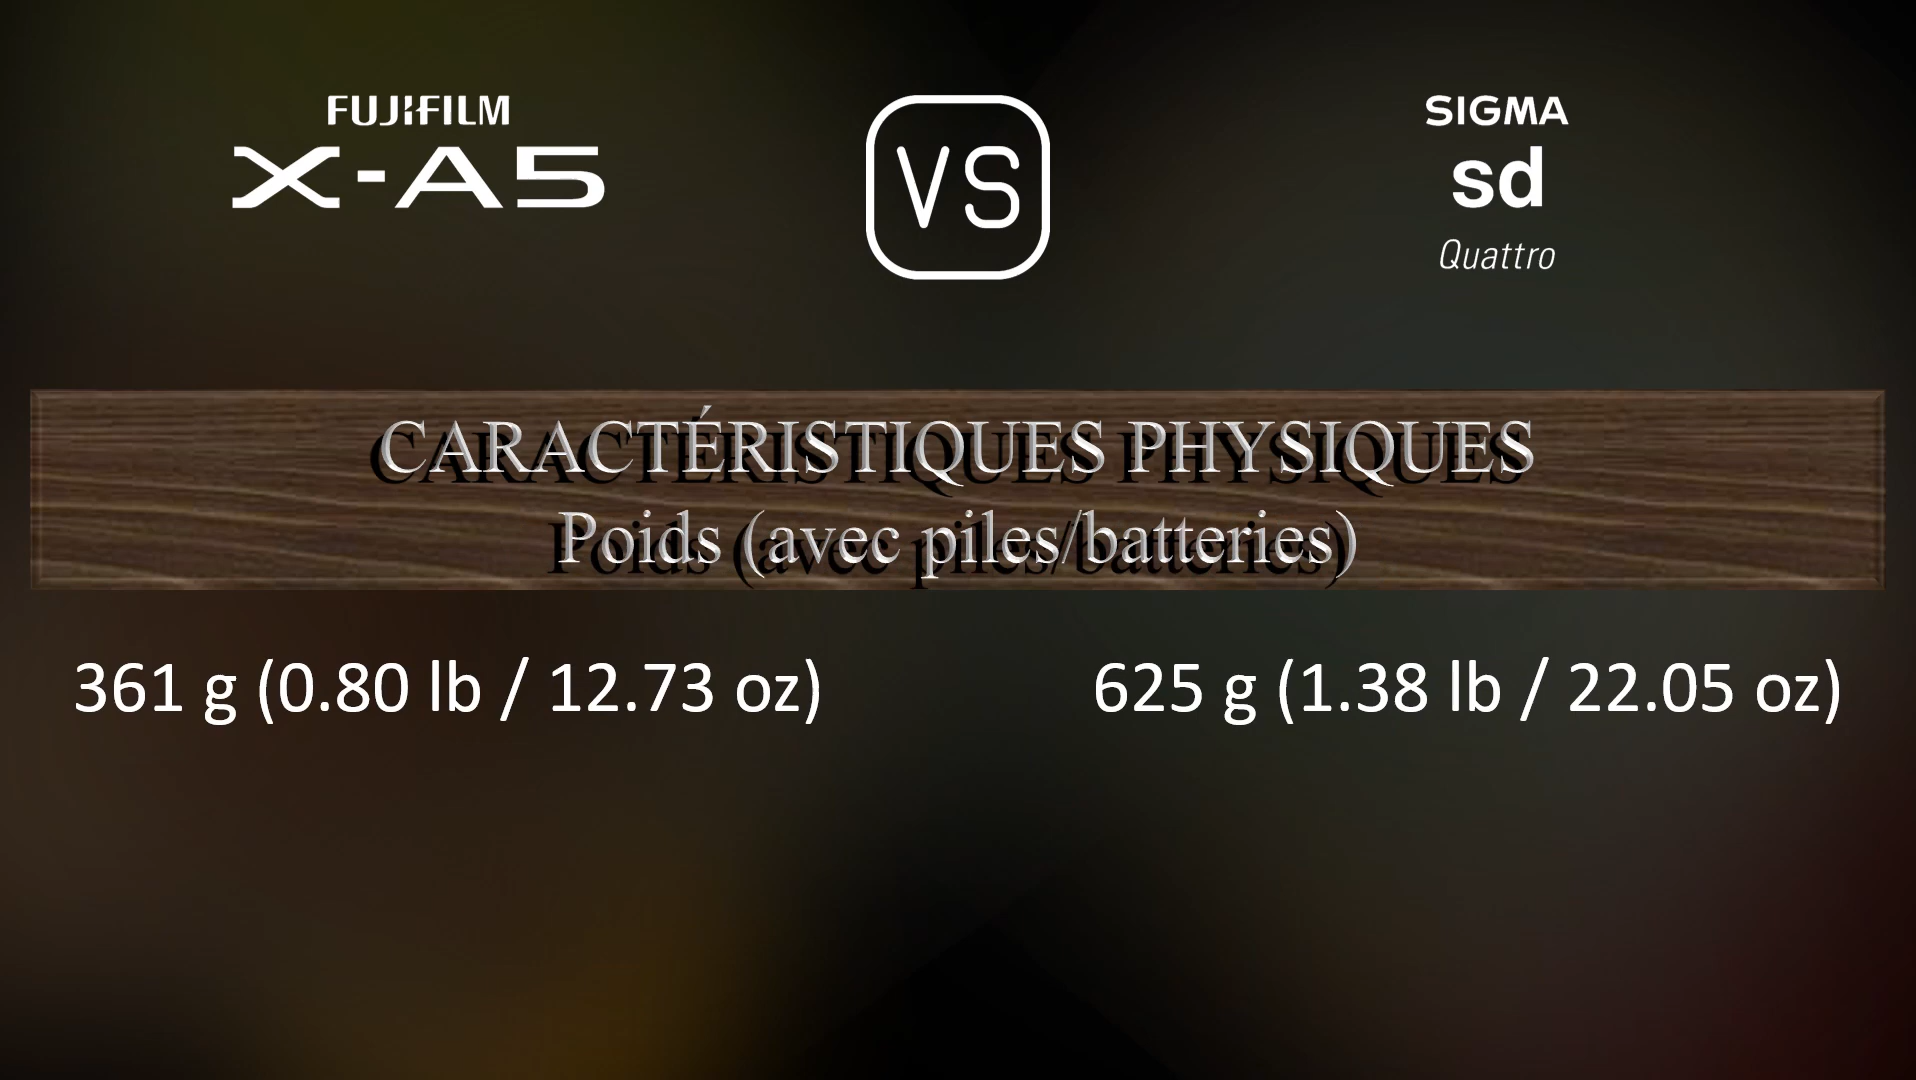 FUJIFILM
X-A5
VS
SIGMA
sd
Quattro
CARACTÉRISTIQUES PHYSIQUES
Poids (avec piles/batteries)
361 g (0.80 lb / 12.73 oz)
625 g (1.38 lb / 22.05 oz)